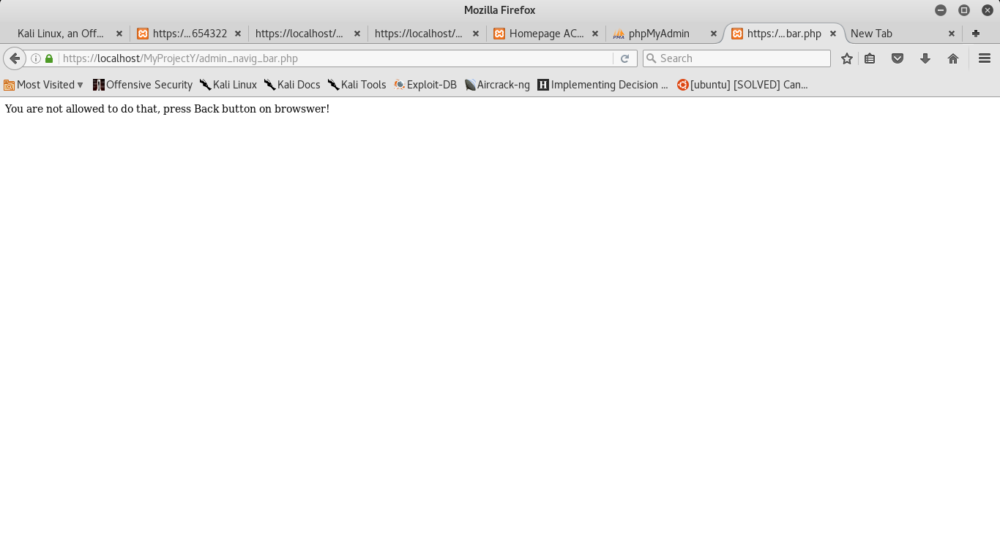 Mozilla Firefox
Kali Linux, an Off... https:/...654322 https://localhost/... https://localhost/... Homepage AC... phpMyAdmin https:/...bar.php New Tab
https://localhost/MyProjectY/admin_navig_bar.php Search
Most Visited Offensive Security Kali Linux Kali Docs Kali Tools Exploit-DB Aircrack-ng H Implementing Decision ... [ubuntu] [SOLVED] Can...
You are not allowed to do that, press Back button on browswer!